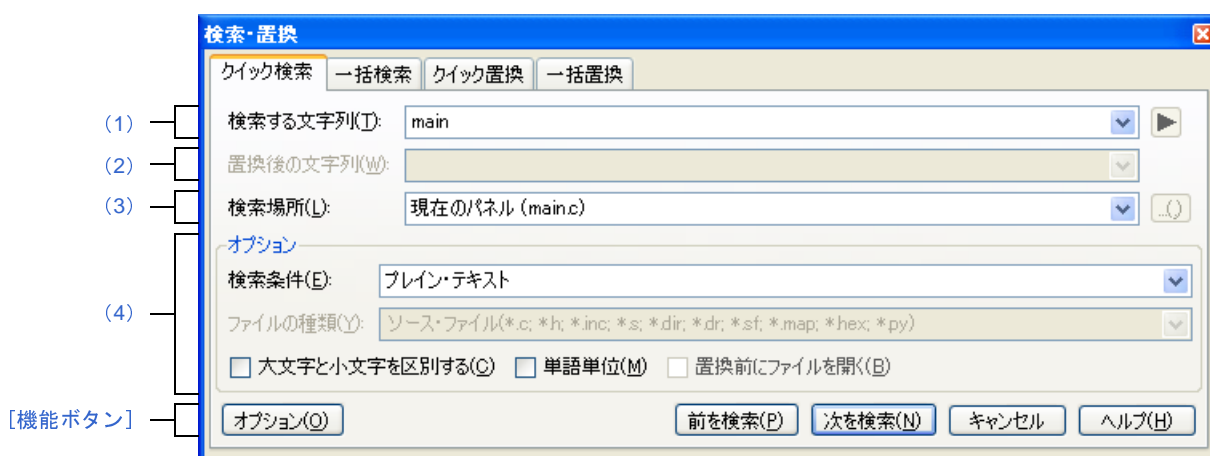 検索・置換
クイック検索 一括検索 クイック置換 一括置換
(1) 検索する文字列(T): main
(2) 置換後の文字列(W):
(3) 検索場所(L): 現在のパネル (main.c) ...()
オプション
検索条件(E): プレイン・テキスト
(4) ファイルの種類(Y): ソース・ファイル(*.c; *.h; *.inc; *.s; *.dir; *.dr; *.sf; *.map; *.hex; *.py)
大文字と小文字を区別する(C) 単語単位(M) 置換前にファイルを開く(B)
[機能ボタン] オプション(O) 前を検索(P) 次を検索(N) キャンセル ヘルプ(H)